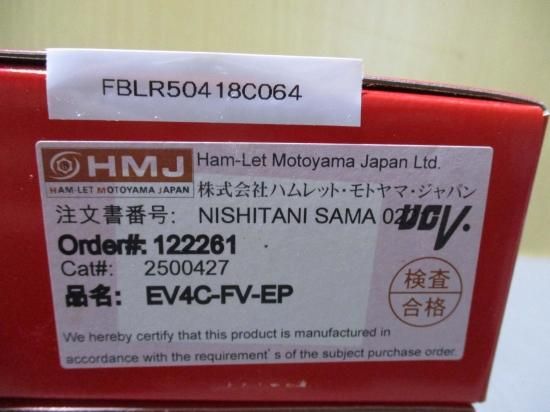 FBLR50418C064
HMJ
HAM-LET MOTOYAMA JAPAN
Ham-Let Motoyama Japan Ltd.
株式会社ハムレット・モトヤマ・ジャパン
注文書番号: NISHITANI SAMA 02
UCV.
Order#: 122261
Cat#: 2500427
品名: EV4C-FV-EP
検査
合格
We hereby certify that this product is manufactured in
accordance with the requirement's of the subject purchase order.